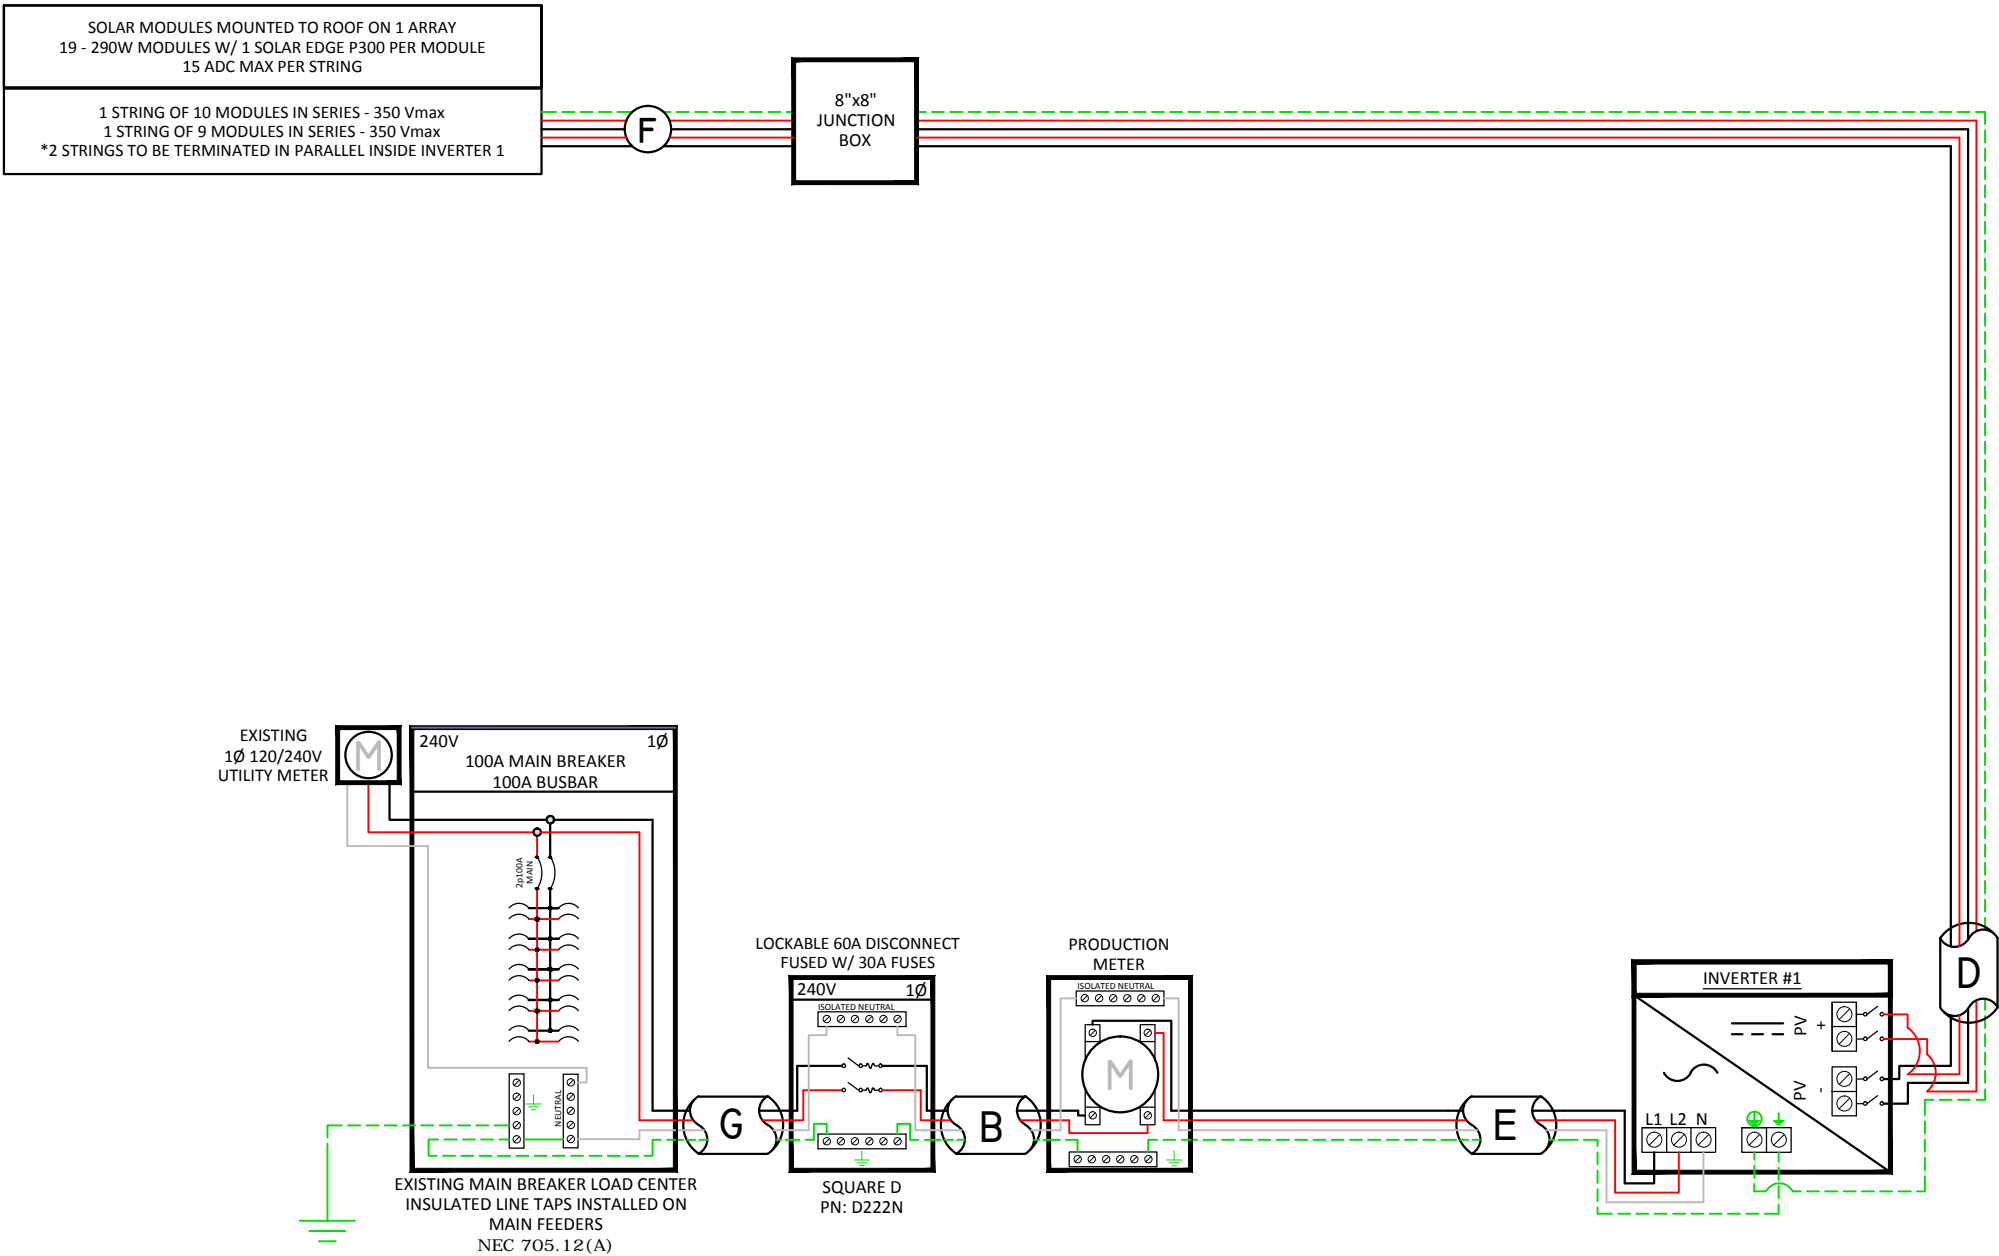 SOLAR MODULES MOUNTED TO ROOF ON 1 ARRAY
19 - 290W MODULES W/ 1 SOLAR EDGE P300 PER MODULE
15 ADC MAX PER STRING
1 STRING OF 10 MODULES IN SERIES - 350 Vmax
1 STRING OF 9 MODULES IN SERIES - 350 Vmax
*2 STRINGS TO BE TERMINATED IN PARALLEL INSIDE INVERTER 1
F
8"x8"
JUNCTION
BOX
EXISTING
1Ø 120/240V
UTILITY METER
M
240V 1Ø
100A MAIN BREAKER
100A BUSBAR
2p100A
MAIN
NEUTRAL
EXISTING MAIN BREAKER LOAD CENTER
INSULATED LINE TAPS INSTALLED ON
MAIN FEEDERS
NEC 705.12(A)
G
LOCKABLE 60A DISCONNECT
FUSED W/ 30A FUSES
240V 1Ø
ISOLATED NEUTRAL
SQUARE D
PN: D222N
B
PRODUCTION
METER
ISOLATED NEUTRAL
M
E
INVERTER #1
PV +
PV -
L1 L2 N
D